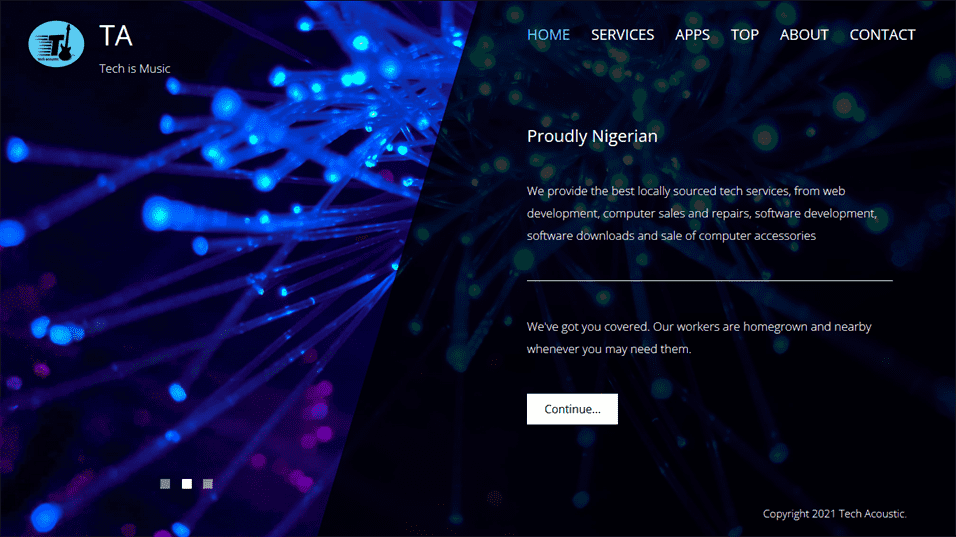 TA
Tech is Music
T
tech acoustic
HOME SERVICES APPS TOP ABOUT CONTACT
Proudly Nigerian
We provide the best locally sourced tech services, from web
development, computer sales and repairs, software development,
software downloads and sale of computer accessories
We've got you covered. Our workers are homegrown and nearby
whenever you may need them.
Continue...
Copyright 2021 Tech Acoustic.